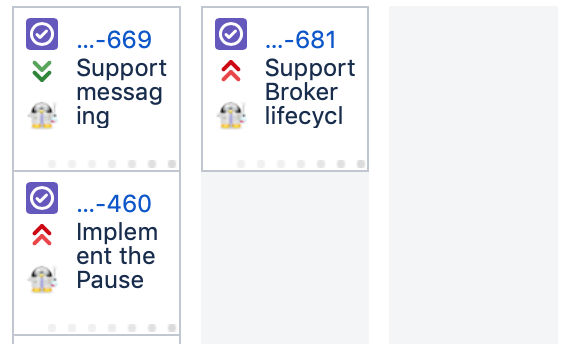 ...-669
Support
messag
ing
...-681
Support
Broker
lifecycl
...-460
Implem
ent the
Pause